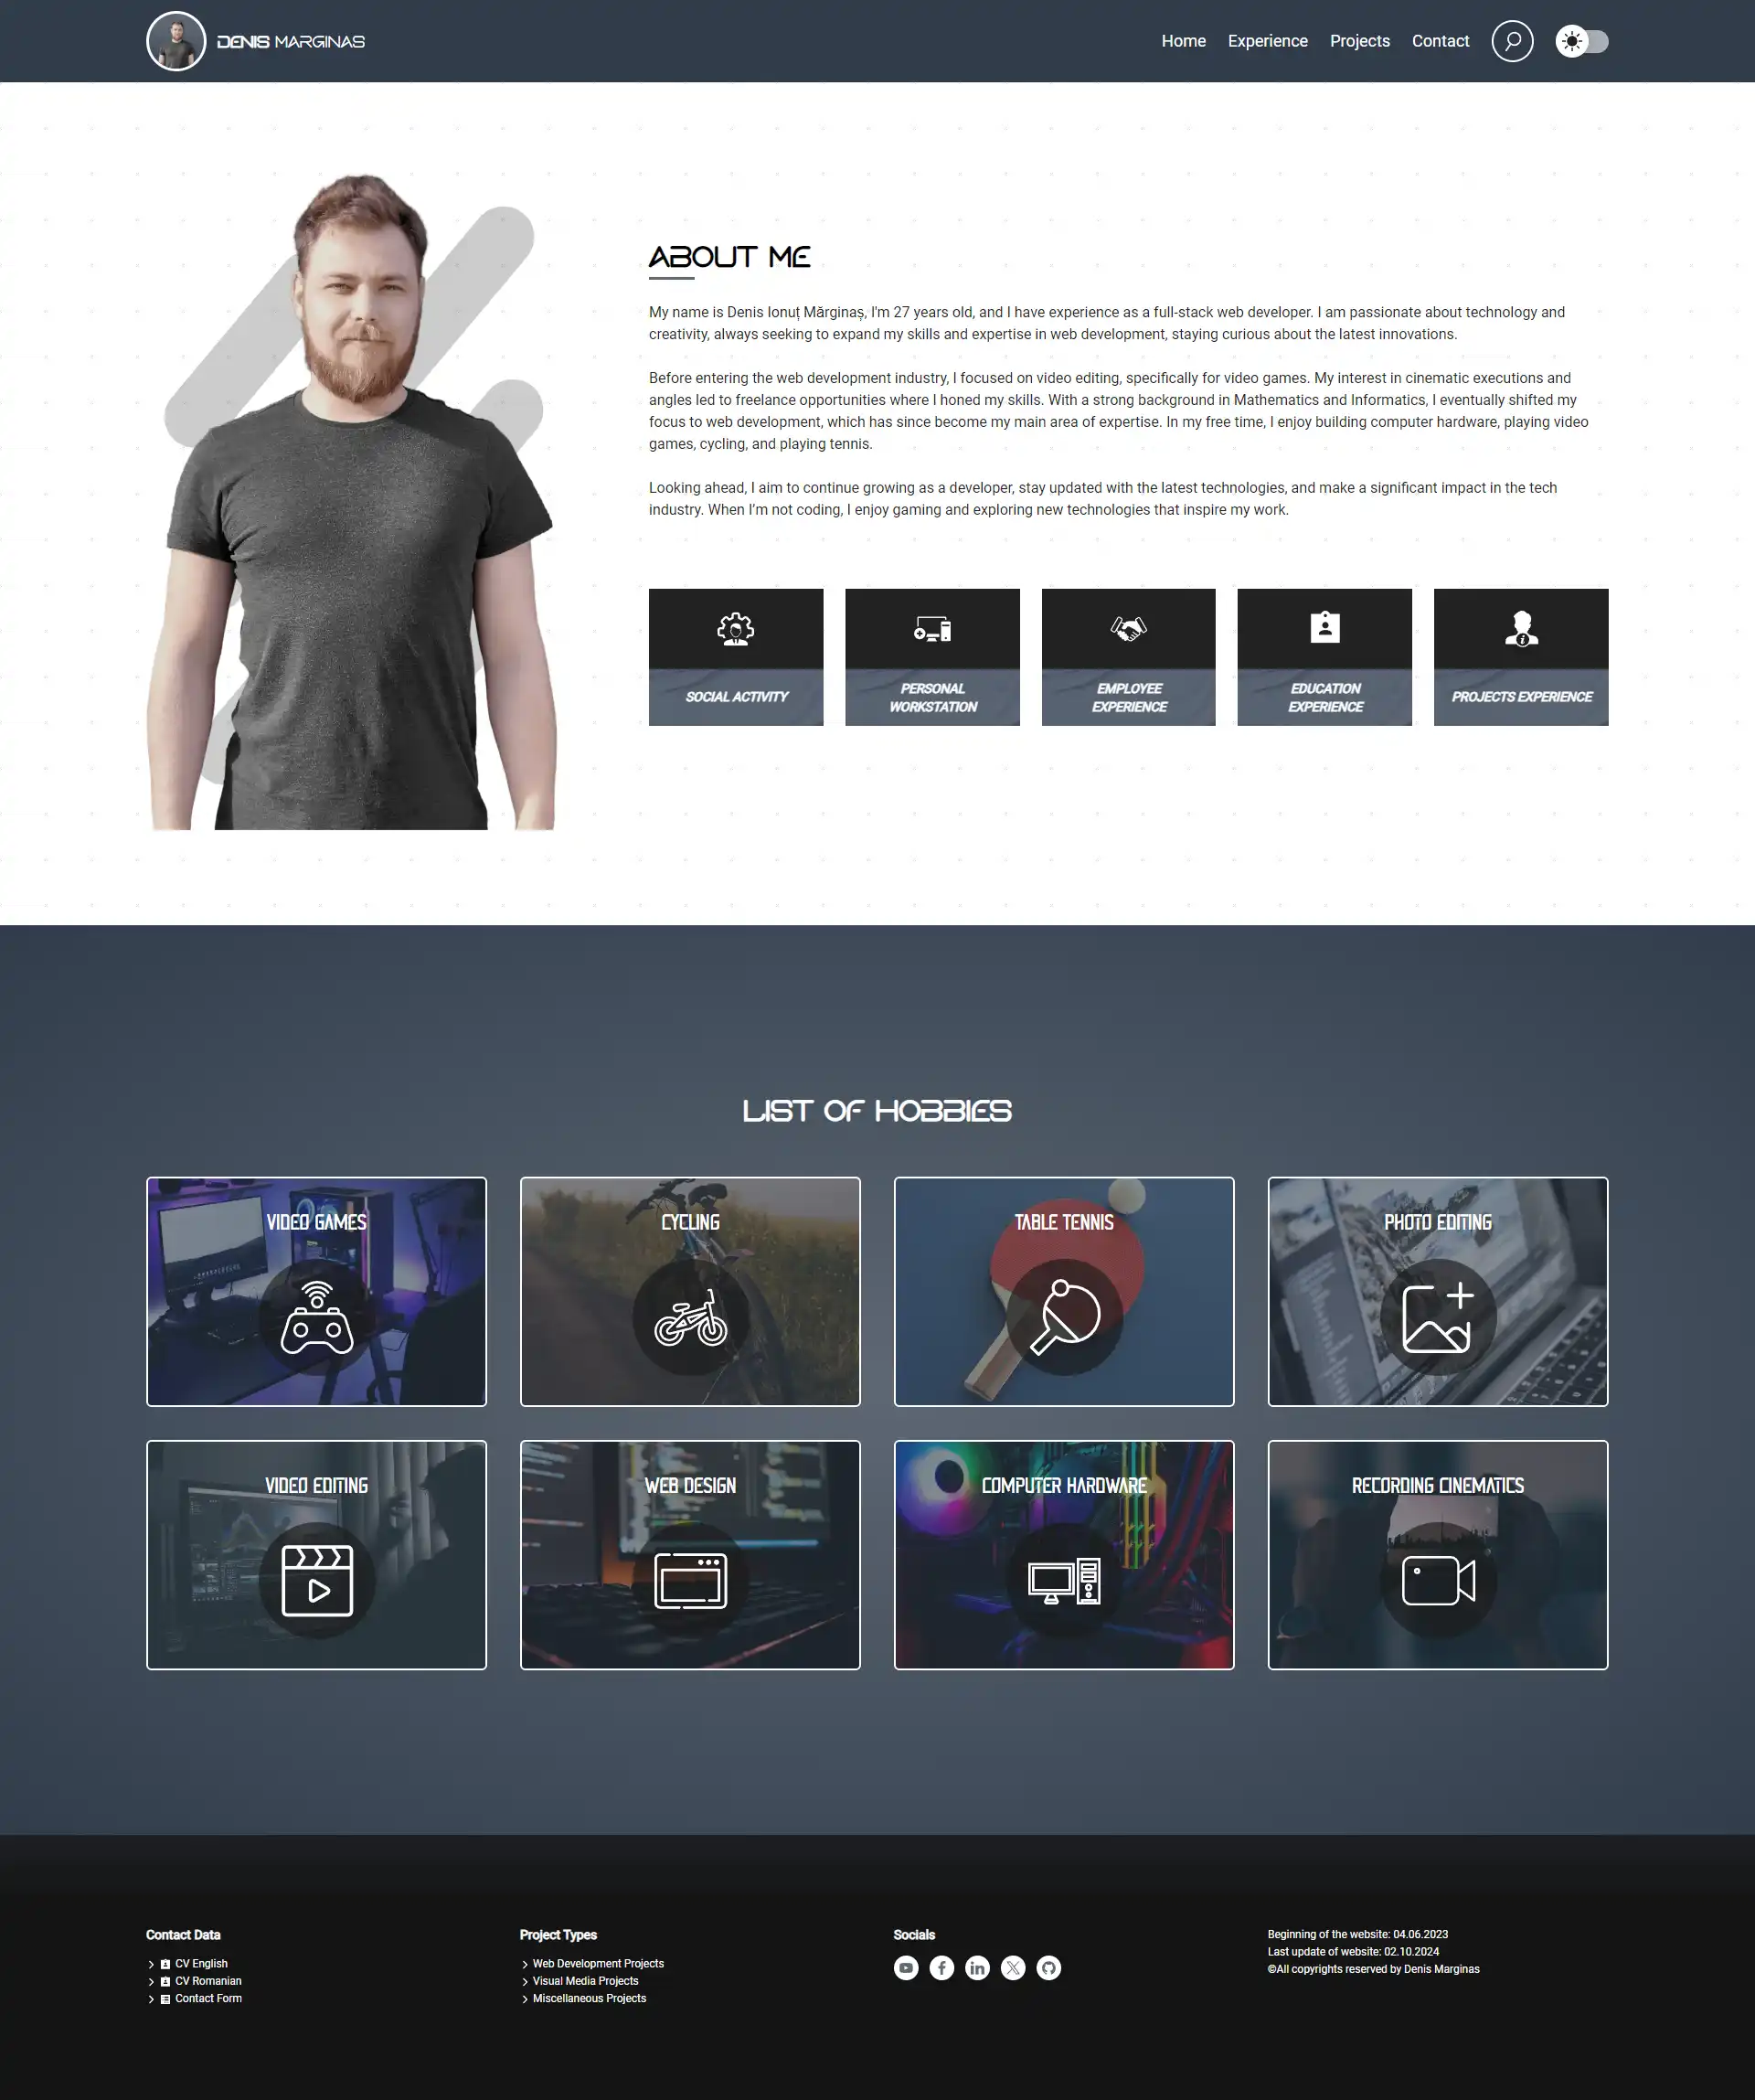 DENIS MARGINAS
Home Experience Projects Contact
ABOUT ME
My name is Denis Ionuț Mărginaș, I'm 27 years old, and I have experience as a full-stack web developer. I am passionate about technology and
creativity, always seeking to expand my skills and expertise in web development, staying curious about the latest innovations.
Before entering the web development industry, I focused on video editing, specifically for video games. My interest in cinematic executions and
angles led to freelance opportunities where I honed my skills. With a strong background in Mathematics and Informatics, I eventually shifted my
focus to web development, which has since become my main area of expertise. In my free time, I enjoy building computer hardware, playing video
games, cycling, and playing tennis.
Looking ahead, I aim to continue growing as a developer, stay updated with the latest technologies, and make a significant impact in the tech
industry. When I'm not coding, I enjoy gaming and exploring new technologies that inspire my work.
SOCIAL ACTIVITY
PERSONAL
WORKSTATION
EMPLOYEE
EXPERIENCE
EDUCATION
EXPERIENCE
PROJECTS EXPERIENCE
LIST OF HOBBIES
VIDEO GAMES
CYCLING
TABLE TENNIS
PHOTO EDITING
VIDEO EDITING
WEB DESIGN
COMPUTER HARDWARE
RECORDING CINEMATICS
Contact Data
CV English
CV Romanian
Contact Form
Project Types
Web Development Projects
Visual Media Projects
Miscellaneous Projects
Socials
Beginning of the website: 04.06.2023
Last update of website: 02.10.2024
©All copyrights reserved by Denis Marginas